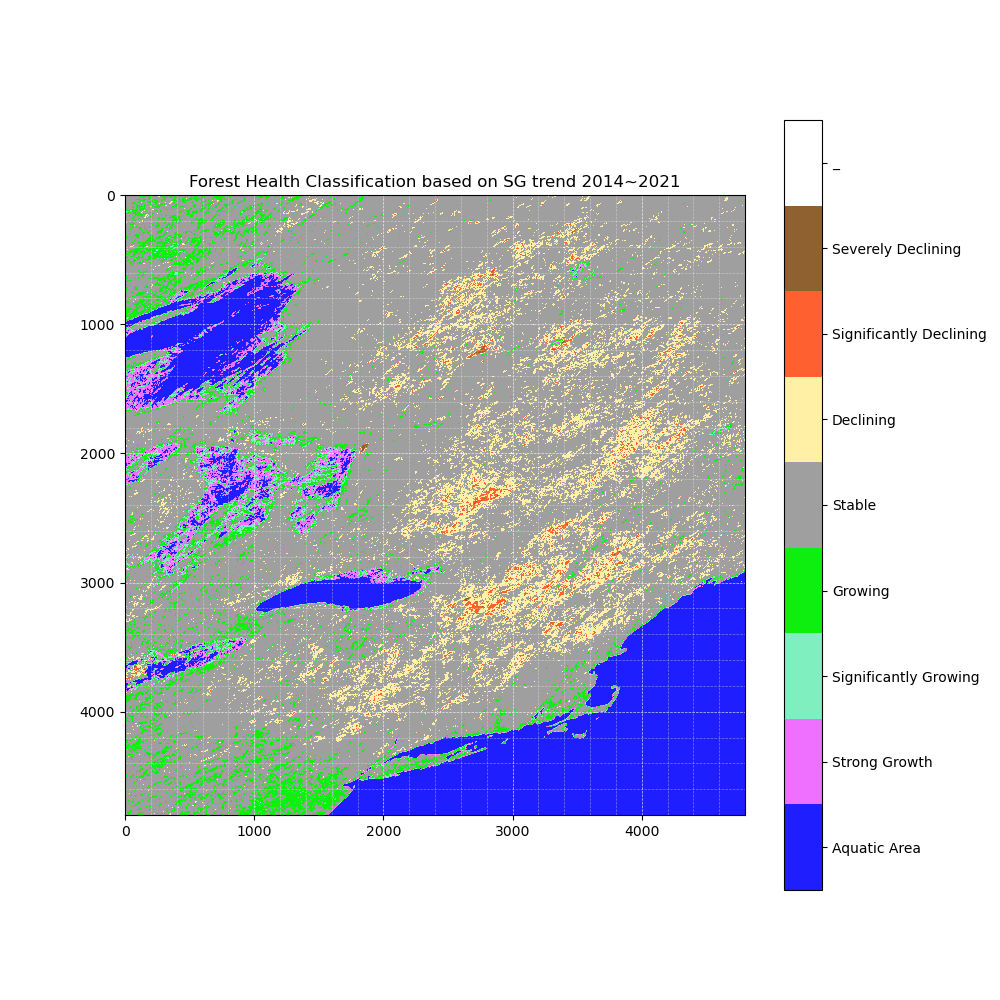 Forest Health Classification based on SG trend 2014~2021
0
1000
2000
3000
4000
0
1000
2000
3000
4000
_
Severely Declining
Significantly Declining
Declining
Stable
Growing
Significantly Growing
Strong Growth
Aquatic Area